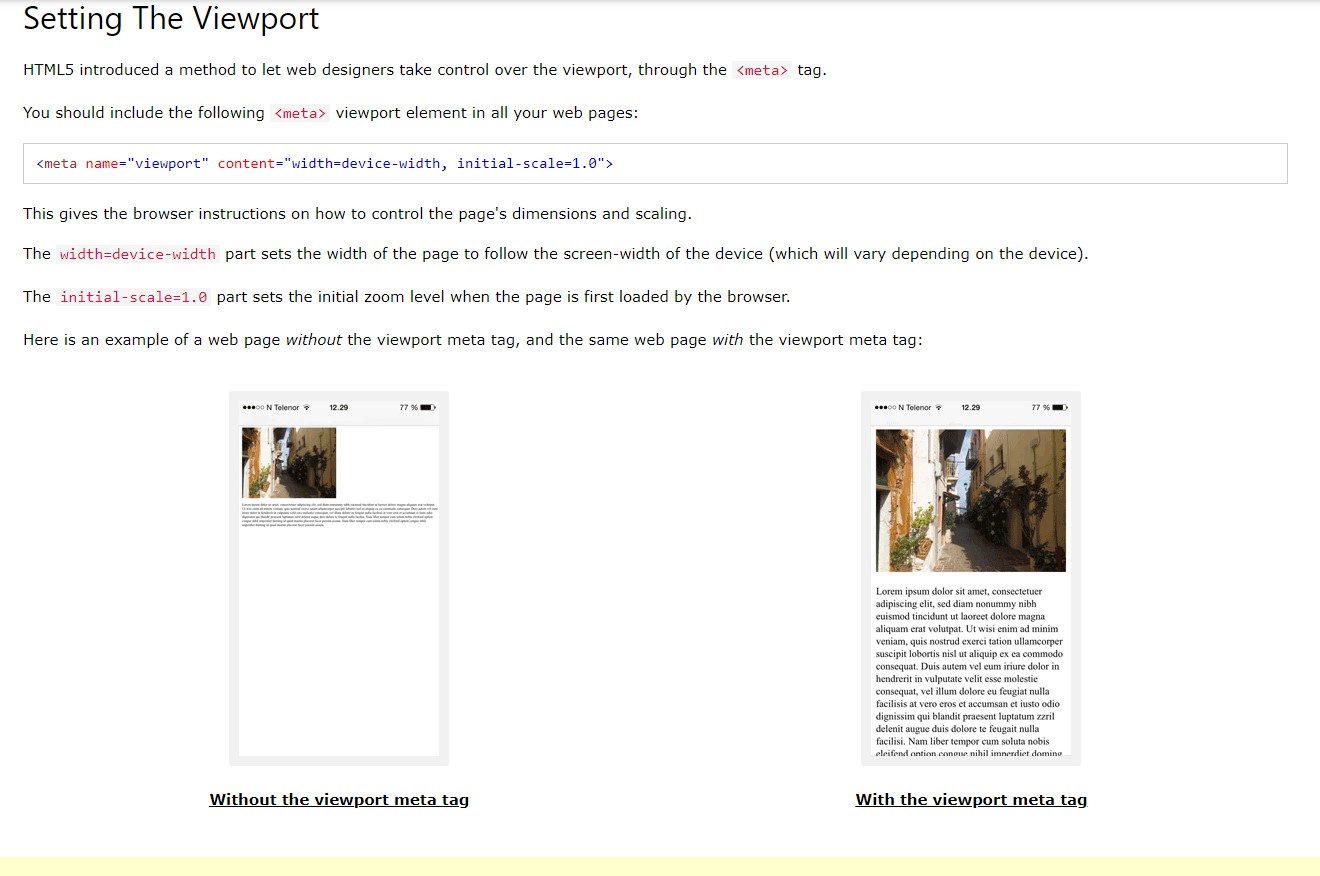 Setting The Viewport
HTML5 introduced a method to let web designers take control over the viewport, through the <meta> tag.
You should include the following <meta> viewport element in all your web pages:
<meta name="viewport" content="width=device-width, initial-scale=1.0">
This gives the browser instructions on how to control the page's dimensions and scaling.
The width=device-width part sets the width of the page to follow the screen-width of the device (which will vary depending on the device).
The initial-scale=1.0 part sets the initial zoom level when the page is first loaded by the browser.
Here is an example of a web page without the viewport meta tag, and the same web page with the viewport meta tag:
N Telenor 12.29 77 %
N Telenor 12.29 77 %
Lorem ipsum dolor sit amet, consectetuer
adipiscing elit, sed diam nonummy nibh
euismod tincidunt ut laoreet dolore magna
aliquam erat volutpat. Ut wisi enim ad minim
veniam, quis nostrud exerci tation ullamcorper
suscipit lobortis nisl ut aliquip ex ea commodo
consequat. Duis autem vel eum iriure dolor in
hendrerit in vulputate velit esse molestie
consequat, vel illum dolore eu feugiat nulla
facilisis at vero eros et accumsan et iusto odio
dignissim qui blandit praesent luptatum zzril
delenit augue duis dolore te feugait nulla
facilisi. Nam liber tempor cum soluta nobis
eleifend option congue nihil imperdiet doming
Without the viewport meta tag
With the viewport meta tag